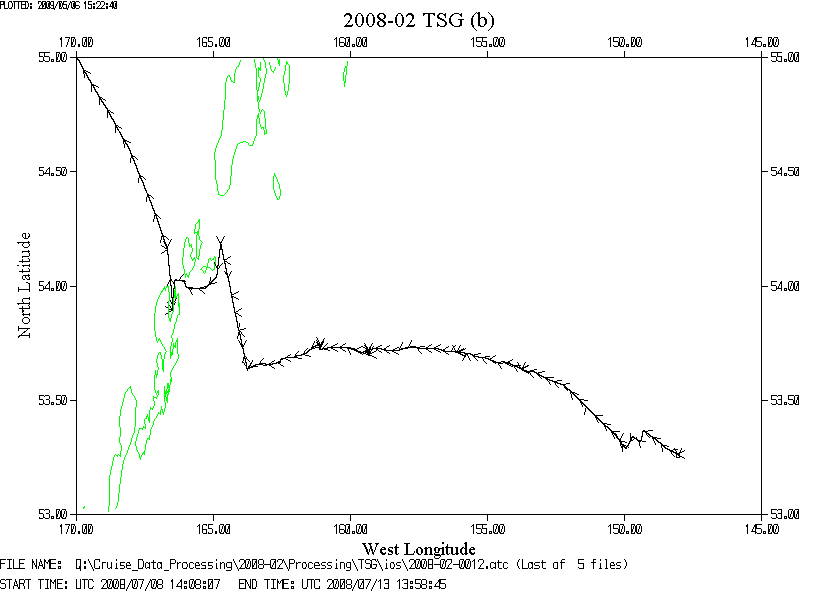 PLOTTED: 2009/05/06 15:22:40
2008-02 TSG (b)
170.00 165.00 160.00 155.00 150.00 145.00
55.00 55.00
54.50 54.50
54.00 54.00
53.50 53.50
53.00 53.00
North Latitude
170.00 165.00 160.00 155.00 150.00 145.00
West Longitude
FILE NAME: Q:\Cruise_Data_Processing\2008-02\Processing\TSG\ios\2008-02-0012.atc (Last of 5 files)
START TIME: UTC 2008/07/08 14:08:07 END TIME: UTC 2008/07/13 13:58:45